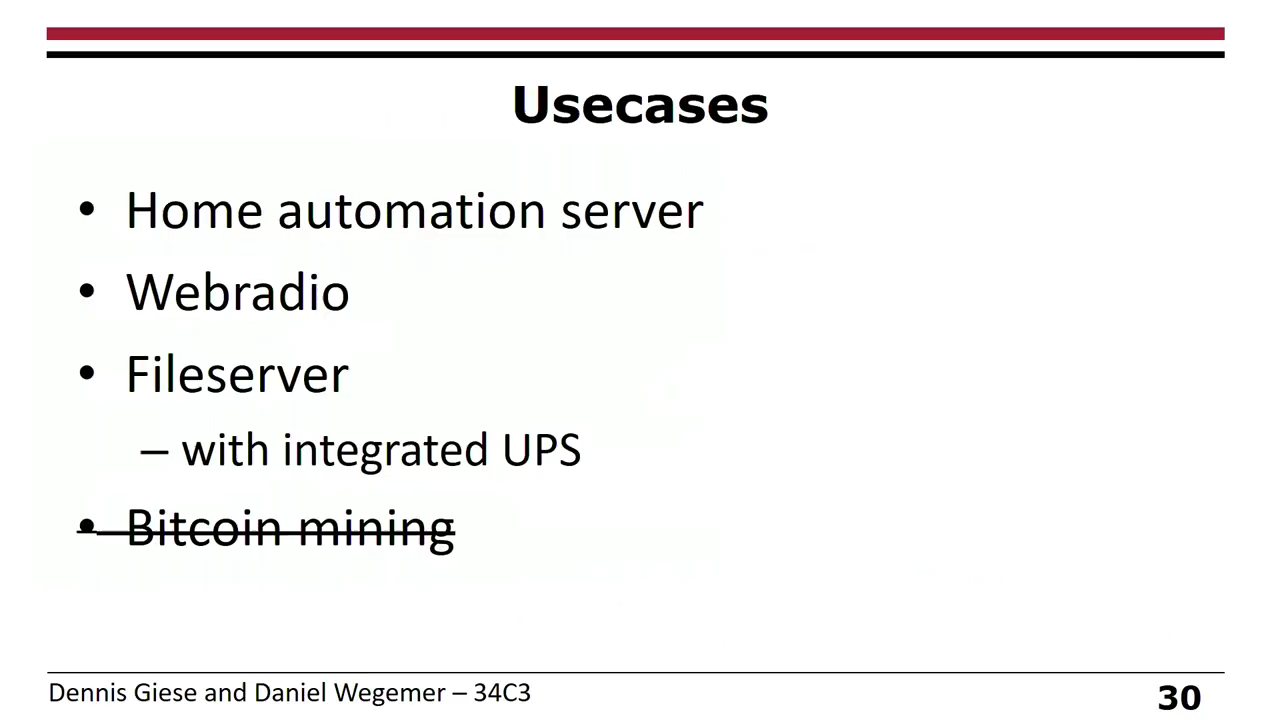 Usecases
• Home automation server
• Webradio
• Fileserver
– with integrated UPS
• Bitcoin mining
Dennis Giese and Daniel Wegemer – 34C3
30